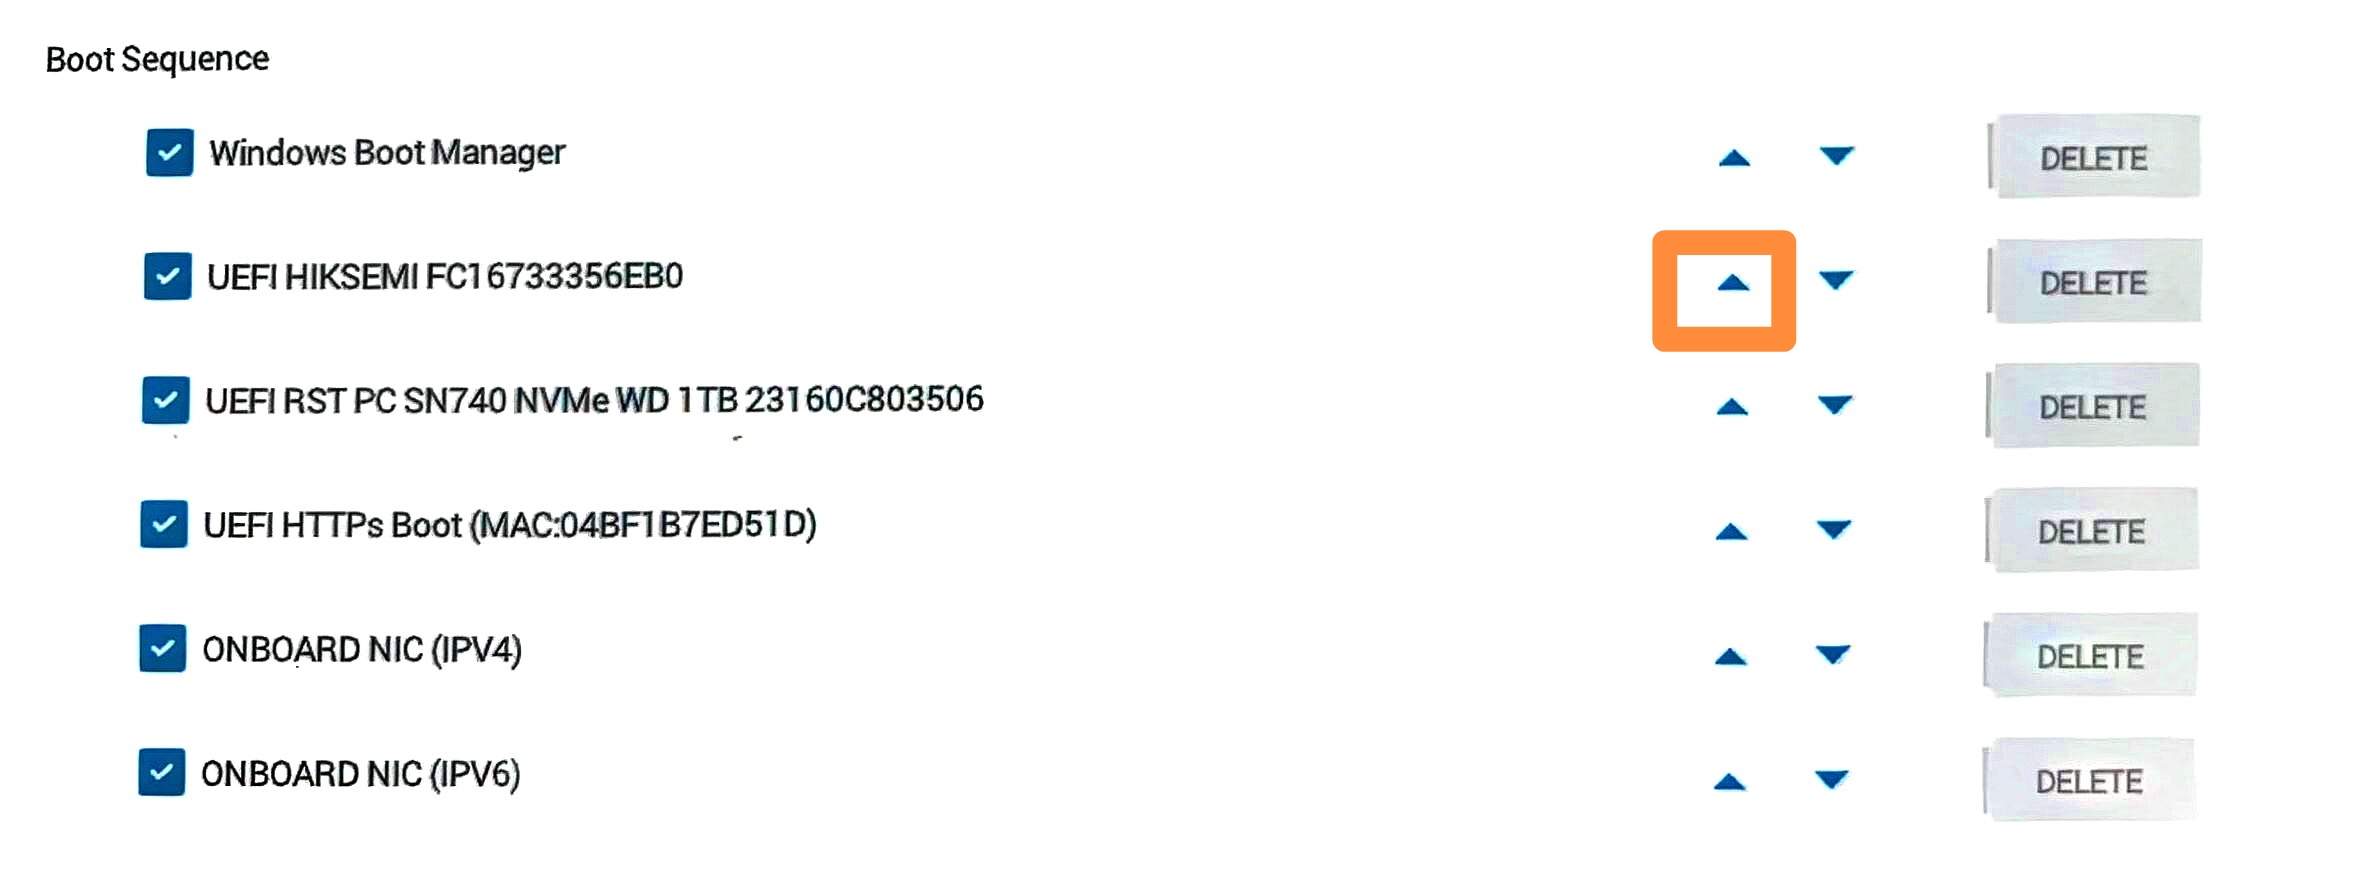 Boot Sequence
Windows Boot Manager DELETE
UEFI HIKSEMI FC16733356EB0 DELETE
UEFI RST PC SN740 NVMe WD 1TB 23160C803506 DELETE
UEFI HTTPs Boot (MAC:04BF1B7ED51D) DELETE
ONBOARD NIC (IPV4) DELETE
ONBOARD NIC (IPV6) DELETE